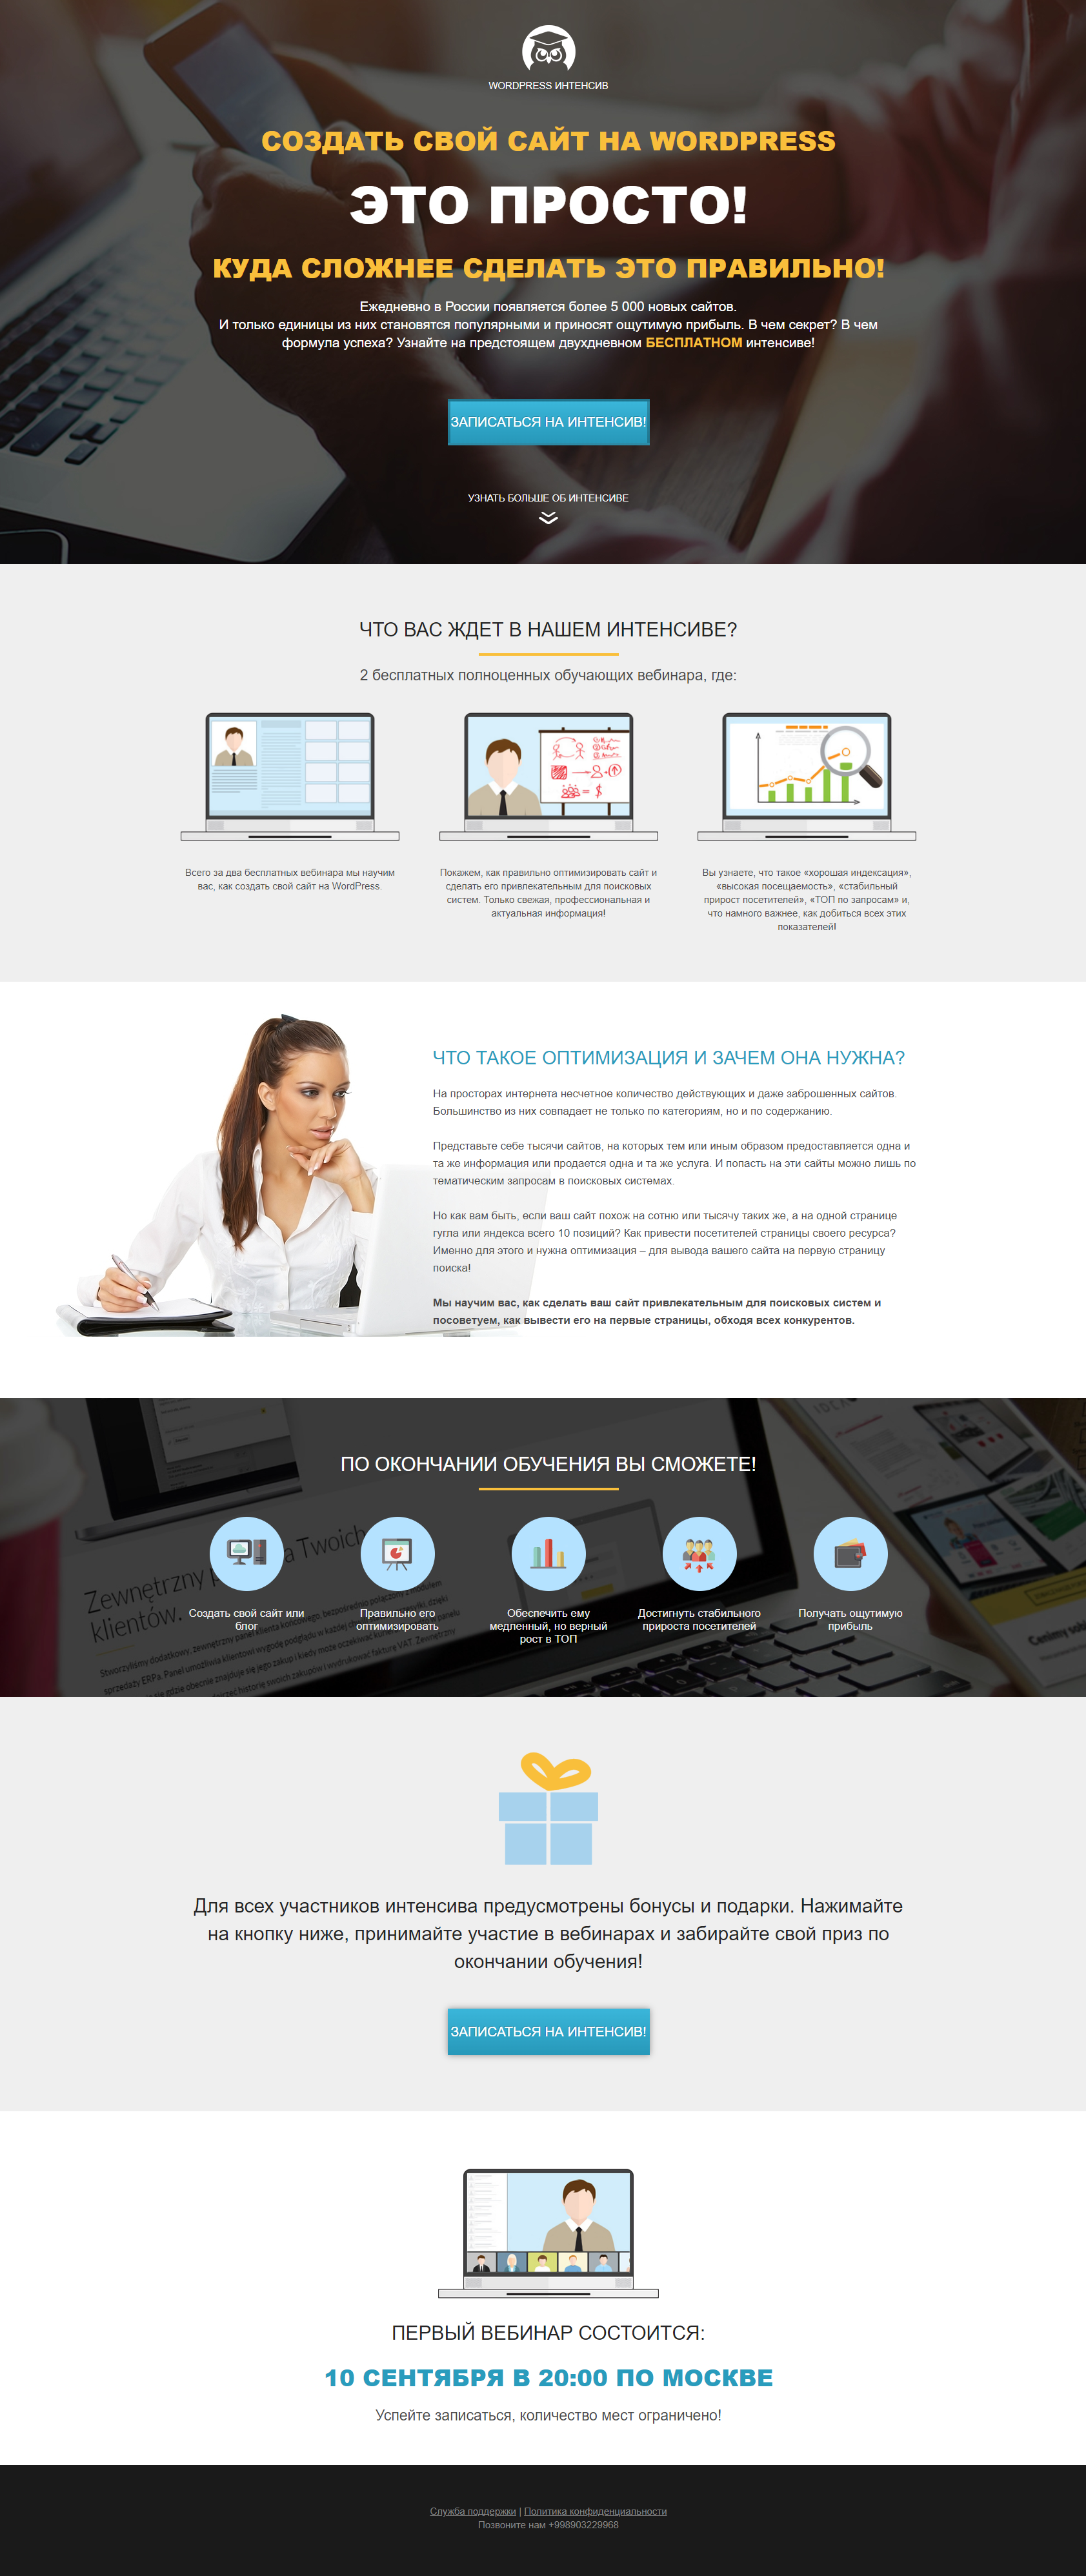 WORDPRESS ИНТЕНСИВ
СОЗДАТЬ СВОЙ САЙТ НА WORDPRESS
ЭТО ПРОСТО!
КУДА СЛОЖНЕЕ СДЕЛАТЬ ЭТО ПРАВИЛЬНО!
Ежедневно в России появляется более 5 000 новых сайтов.
И только единицы из них становятся популярными и приносят ощутимую прибыль. В чем секрет? В чем
формула успеха? Узнайте на предстоящем двухдневном БЕСПЛАТНОМ интенсиве!
ЗАПИСАТЬСЯ НА ИНТЕНСИВ!
УЗНАТЬ БОЛЬШЕ ОБ ИНТЕНСИВЕ
ЧТО ВАС ЖДЕТ В НАШЕМ ИНТЕНСИВЕ?
2 бесплатных полноценных обучающих вебинара, где:
Всего за два бесплатных вебинара мы научим
вас, как создать свой сайт на WordPress.
Покажем, как правильно оптимизировать сайт и
сделать его привлекательным для поисковых
систем. Только свежая, профессиональная и
актуальная информация!
Вы узнаете, что такое «хорошая индексация»,
«высокая посещаемость», «стабильный
прирост посетителей», «ТОП по запросам» и,
что намного важнее, как добиться всех этих
показателей!
ЧТО ТАКОЕ ОПТИМИЗАЦИЯ И ЗАЧЕМ ОНА НУЖНА?
На просторах интернета несчетное количество действующих и даже заброшенных сайтов.
Большинство из них совпадает не только по категориям, но и по содержанию.
Представьте себе тысячи сайтов, на которых тем или иным образом предоставляется одна и
та же информация или продается одна и та же услуга. И попасть на эти сайты можно лишь по
тематическим запросам в поисковых системах.
Но как вам быть, если ваш сайт похож на сотню или тысячу таких же, а на одной странице
гугла или яндекса всего 10 позиций? Как привести посетителей страницы своего ресурса?
Именно для этого и нужна оптимизация – для вывода вашего сайта на первую страницу
поиска!
Мы научим вас, как сделать ваш сайт привлекательным для поисковых систем и
посоветуем, как вывести его на первые страницы, обходя всех конкурентов.
ПО ОКОНЧАНИИ ОБУЧЕНИЯ ВЫ СМОЖЕТЕ!
Zewnętrzny
a Twoich
klientów.
Создать свой сайт или
блог
Правильно его
оптимизировать
Обеспечить ему
медленный, но верный
рост в ТОП
Достигнуть стабильного
прироста посетителей
Получать ощутимую
прибыль
Для всех участников интенсива предусмотрены бонусы и подарки. Нажимайте
на кнопку ниже, принимайте участие в вебинарах и забирайте свой приз по
окончании обучения!
ЗАПИСАТЬСЯ НА ИНТЕНСИВ!
ПЕРВЫЙ ВЕБИНАР СОСТОИТСЯ:
10 СЕНТЯБРЯ В 20:00 ПО МОСКВЕ
Успейте записаться, количество мест ограничено!
Служба поддержки | Политика конфиденциальности
Позвоните нам +998903229968